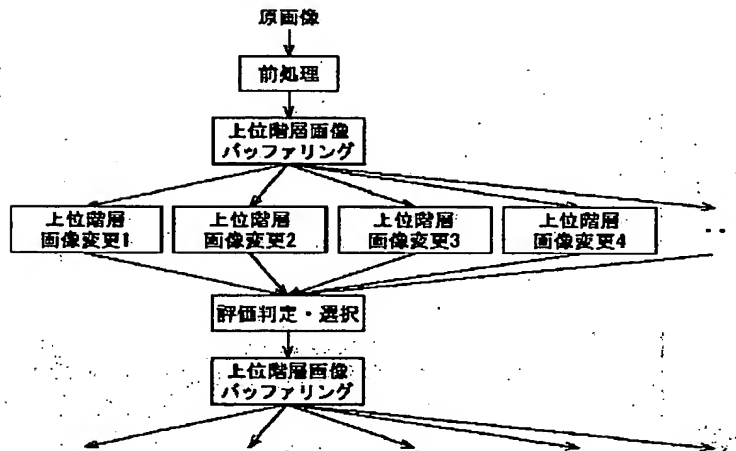 原画像
前処理
上位階層画像
バッファリング
上位階層
画像変更1
上位階層
画像変更2
上位階層
画像変更3
上位階層
画像変更4
評価判定・選択
上位階層画像
バッファリング